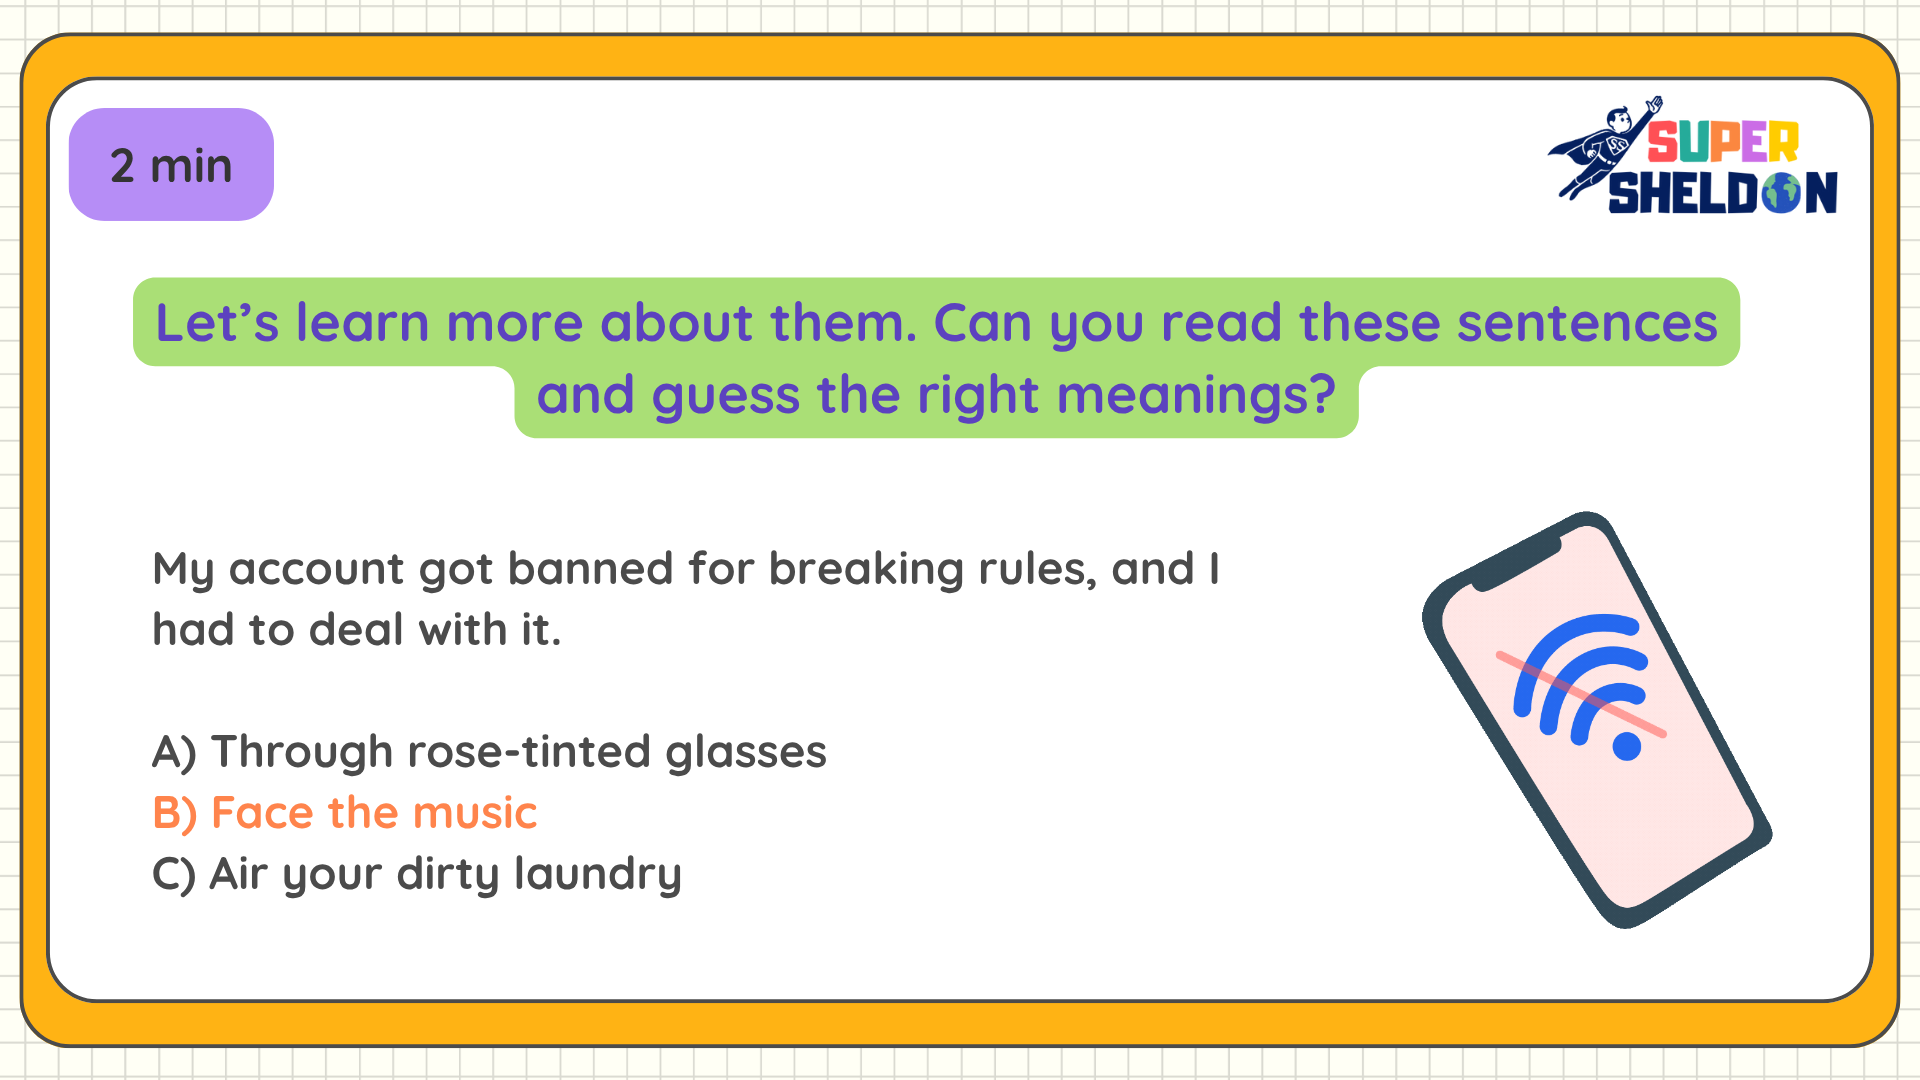 2 min
SUPER
SHELDON
Let’s learn more about them. Can you read these sentences
and guess the right meanings?
My account got banned for breaking rules, and I
had to deal with it.
A) Through rose-tinted glasses
B) Face the music
C) Air your dirty laundry